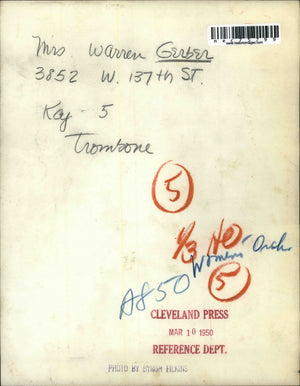 Mrs. Warren Gerber
3852 W. 137th ST.
Kay - 5
Trombone
5
1/3 HO
Womens Orch
5
A850
CLEVELAND PRESS
MAR 10 1950
REFERENCE DEPT.
PHOTO BY BYRON FILKINS